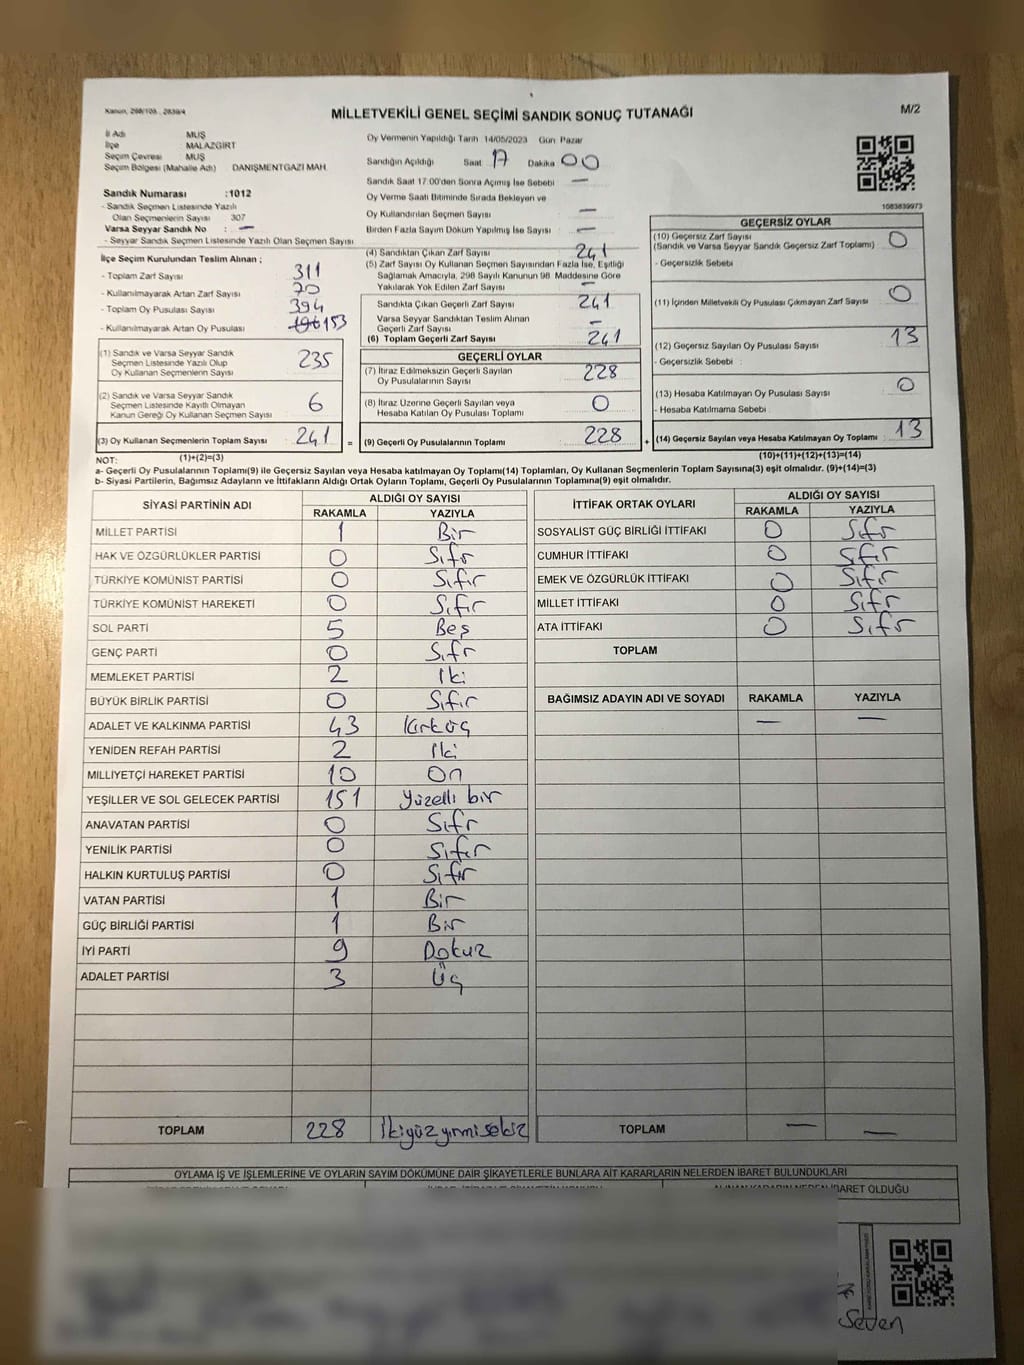 Kanun, 298/105 . 2839/4
MİLLETVEKİLİ GENEL SEÇİMİ SANDIK SONUÇ TUTANAĞI
M/2
İl Adı MUŞ
İlçe MALAZGİRT
Seçim Çevresi MUŞ
Seçim Bölgesi (Mahalle Adı) DANIŞMENTGAZİ MAH
Sandık Numarası :1012
- Sandık Seçmen Listesinde Yazılı
Olan Seçmenlerin Sayısı 307
Varsa Seyyar Sandık No : —
- Seyyar Sandık Seçmen Listesinde Yazılı Olan Seçmen Sayısı
Oy Vermenin Yapıldığı Tarih 14/05/2023 Gün Pazar
Sandığın Açıldığı Saat 17 Dakika 00
Sandık Saat 17:00'den Sonra Açımış İse Sebebi —
Oy Verme Saati Bitiminde Sırada Bekleyen ve
Oy Kullandırılan Seçmen Sayısı —
Birden Fazla Sayım Döküm Yapılmış İse Sayısı —
1083839973
İlçe Seçim Kurulundan Teslim Alınan ;
- Toplam Zarf Sayısı 311
- Kullanılmayarak Artan Zarf Sayısı 70
- Toplam Oy Pusulası Sayısı 394
- Kullanılmayarak Artan Oy Pusulası 153
(4) Sandıktan Çıkan Zarf Sayısı 241
(5) Zarf Sayısı Oy Kullanan Seçmen Sayısından Fazla İse, Eşitliği
Sağlamak Amacıyla, 298 Sayılı Kanunun 98. Maddesine Göre
Yakılarak Yok Edilen Zarf Sayısı —
Sandıkta Çıkan Geçerli Zarf Sayısı 241
Varsa Seyyar Sandıktan Teslim Alınan
Geçerli Zarf Sayısı —
(6) Toplam Geçerli Zarf Sayısı 241
GEÇERSİZ OYLAR
(10) Geçersiz Zarf Sayısı 0
(Sandık ve Varsa Seyyar Sandık Geçersiz Zarf Toplamı)
- Geçersizlik Sebebi
(11) İçinden Milletvekili Oy Pusulası Çıkmayan Zarf Sayısı 0
(12) Geçersiz Sayılan Oy Pusulası Sayısı 13
- Geçersizlik Sebebi :
(13) Hesaba Katılmayan Oy Pusulası Sayısı 0
- Hesaba Katılmama Sebebi
(14) Geçersiz Sayılan veya Hesaba Katılmayan Oy Toplamı 13
(10)+(11)+(12)+(13)=(14)
(1) Sandık ve Varsa Seyyar Sandık
Seçmen Listesinde Yazılı Olup
Oy Kullanan Seçmenlerin Sayısı 235
(2) Sandık ve Varsa Seyyar Sandık
Seçmen Listesinde Kayıtlı Olmayan
Kanun Gereği Oy Kullanan Seçmen Sayısı 6
(3) Oy Kullanan Seçmenlerin Toplam Sayısı 241 =
GEÇERLİ OYLAR
(7) İtiraz Edilmeksizin Geçerli Sayılan
Oy Pusulalarının Sayısı 228
(8) İtiraz Üzerine Geçerli Sayılan veya
Hesaba Katılan Oy Pusulası Toplamı 0
(9) Geçerli Oy Pusulalarının Toplamı 228 +
NOT: (1)+(2)=(3)
a- Geçerli Oy Pusulalarının Toplamı(9) ile Geçersiz Sayılan veya Hesaba katılmayan Oy Toplamı(14) Toplamları, Oy Kullanan Seçmenlerin Toplam Sayısına(3) eşit olmalıdır. (9)+(14)=(3)
b- Siyasi Partilerin, Bağımsız Adayların ve İttifakların Aldığı Ortak Oyların Toplamı, Geçerli Oy Pusulalarının Toplamına(9) eşit olmalıdır.
SİYASİ PARTİNİN ADI ALDIĞI OY SAYISI
RAKAMLA YAZIYLA
MİLLET PARTİSİ 1 Bir
HAK VE ÖZGÜRLÜKLER PARTİSİ 0 Sıfır
TÜRKİYE KOMÜNİST PARTİSİ 0 Sıfır
TÜRKİYE KOMÜNİST HAREKETİ 0 Sıfır
SOL PARTİ 5 Beş
GENÇ PARTİ 0 Sıfr
MEMLEKET PARTİSİ 2 İki
BÜYÜK BİRLİK PARTİSİ 0 Sıfır
ADALET VE KALKINMA PARTİSİ 43 Kırküç
YENİDEN REFAH PARTİSİ 2 İki
MİLLİYETÇİ HAREKET PARTİSİ 10 On
YEŞİLLER VE SOL GELECEK PARTİSİ 151 Yüzelli bir
ANAVATAN PARTİSİ 0 Sıfr
YENİLİK PARTİSİ 0 Sıfır
HALKIN KURTULUŞ PARTİSİ 0 Sıfır
VATAN PARTİSİ 1 Bir
GÜÇ BİRLİĞİ PARTİSİ 1 Bir
İYİ PARTİ 9 Dokuz
ADALET PARTİSİ 3 Üç
TOPLAM 228 İkiyüzyirmisekiz
İTTİFAK ORTAK OYLARI ALDIĞI OY SAYISI
RAKAMLA YAZIYLA
SOSYALİST GÜÇ BİRLİĞİ İTTİFAKI 0 Sıfr
CUMHUR İTTİFAKI 0 Sıfır
EMEK VE ÖZGÜRLÜK İTTİFAKI 0 Sıfır
MİLLET İTTİFAKI 0 Sıfır
ATA İTTİFAKI 0 Sıfır
TOPLAM
BAĞIMSIZ ADAYIN ADI VE SOYADI RAKAMLA YAZIYLA
— —
TOPLAM — —
OYLAMA İŞ VE İŞLEMLERİNE VE OYLARIN SAYIM DÖKÜMÜNE DAİR ŞİKAYETLERLE BUNLARA AİT KARARLARIN NELERDEN İBARET BULUNDUKLARI
İBARET OLDUĞU
Seven